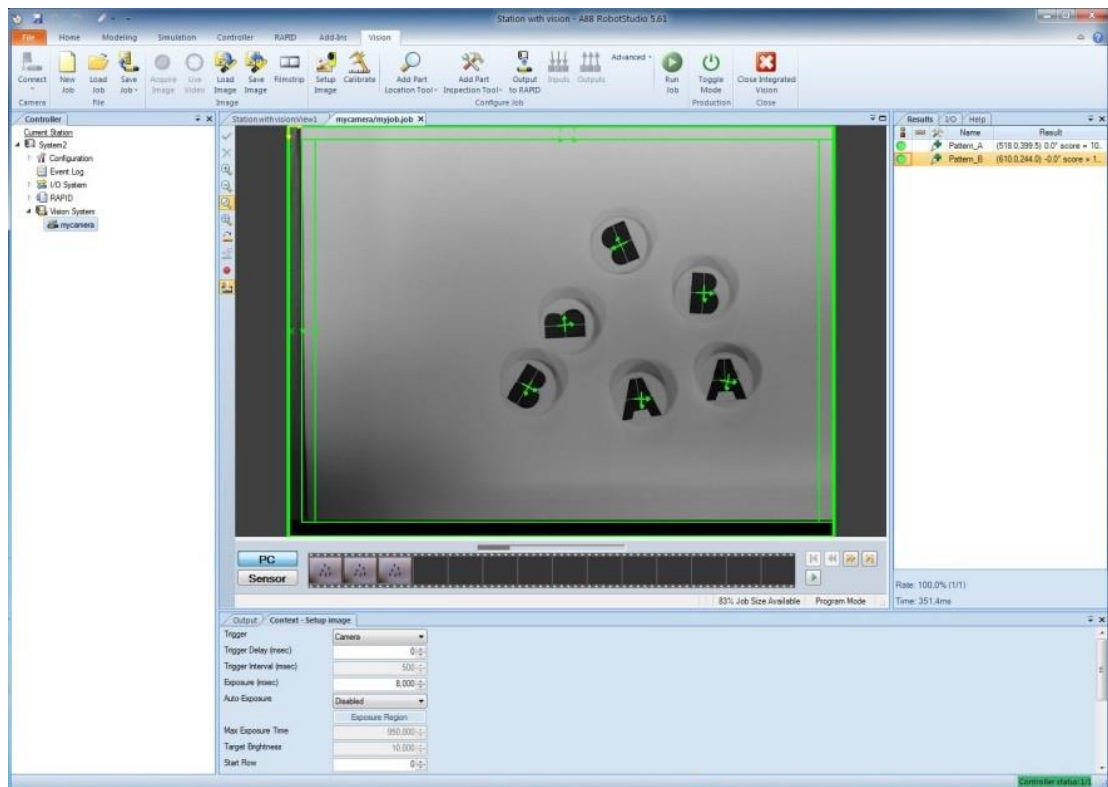 Station with vision - ABB RobotStudio 5.61
File Home Modeling Simulation Controller RAPID Add-Ins Vision
Connect New Job Load Job Save Job Acquire Image Live Video Load Image Save Image Filmstrip Setup Image Calibrate Add Part Location Tool Add Part Inspection Tool Output to RAPID Inputs Outputs Advanced Run Job Toggle Mode Close Integrated Vision
Camera File Image Configure Job Production Close
Controller
Current Station
System2
Configuration
Event Log
I/O System
RAPID
Vision System
mycamera
Station with vision:View1 mycamera/myjob.job
B
B
B
B
A
A
PC
Sensor
83% Job Size Available Program Mode
Results I/O Help
Name Result
Pattern_A (518.0,399.5) 0.0° score = 10..
Pattern_B (610.0,244.0) -0.0° score = 1..
Rate: 100,0% (1/1)
Time: 351.4ms
Output Context - Setup image
Trigger Camera
Trigger Delay (msec) 0
Trigger Interval (msec) 500
Exposure (msec) 8,000
Auto-Exposure Disabled
Exposure Region
Max Exposure Time 950,000
Target Brightness 10,000
Start Row 0
Controller status: 1/1